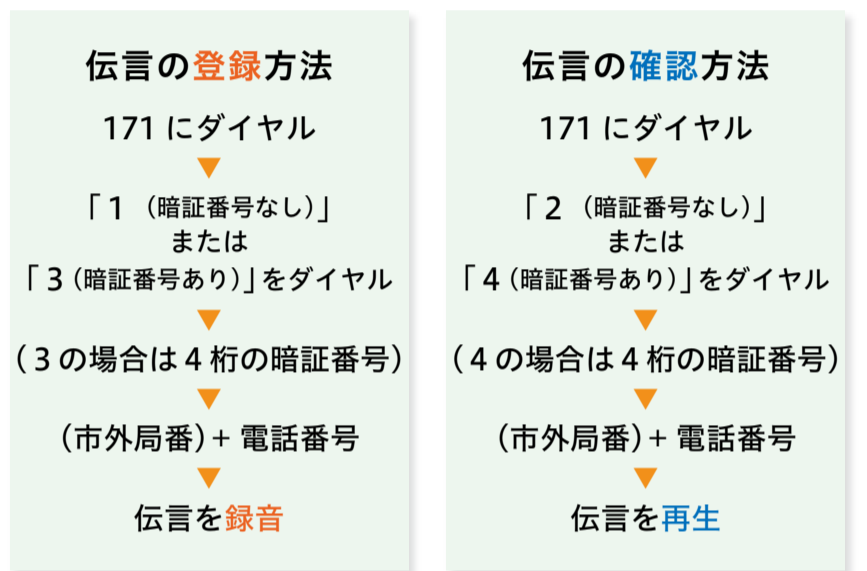 伝言の登録方法
171 にダイヤル
▼
「 1 （暗証番号なし）」
または
「 3（暗証番号あり）」をダイヤル
▼
（ 3 の場合は 4 桁の暗証番号）
▼
（市外局番）+ 電話番号
▼
伝言を録音
伝言の確認方法
171 にダイヤル
▼
「 2 （暗証番号なし）」
または
「 4（暗証番号あり）」をダイヤル
▼
（ 4 の場合は 4 桁の暗証番号）
▼
（市外局番）+ 電話番号
▼
伝言を再生